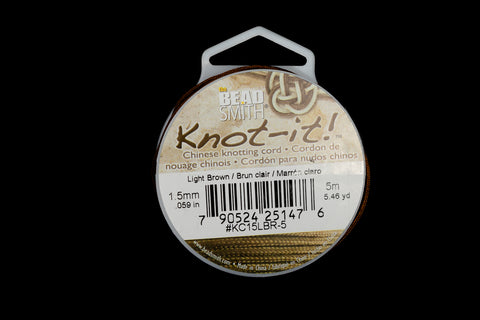 the
BEAD
SMITH
Knot-it!™
Chinese knotting cord • Cordon de
nouage chinois • Cordón para nudos chinos
Light Brown / Brun clair / Marrón claro
1.5mm 5m
.059 in 5.46 yd
7 90524 25147 6
#KC15LBR-5